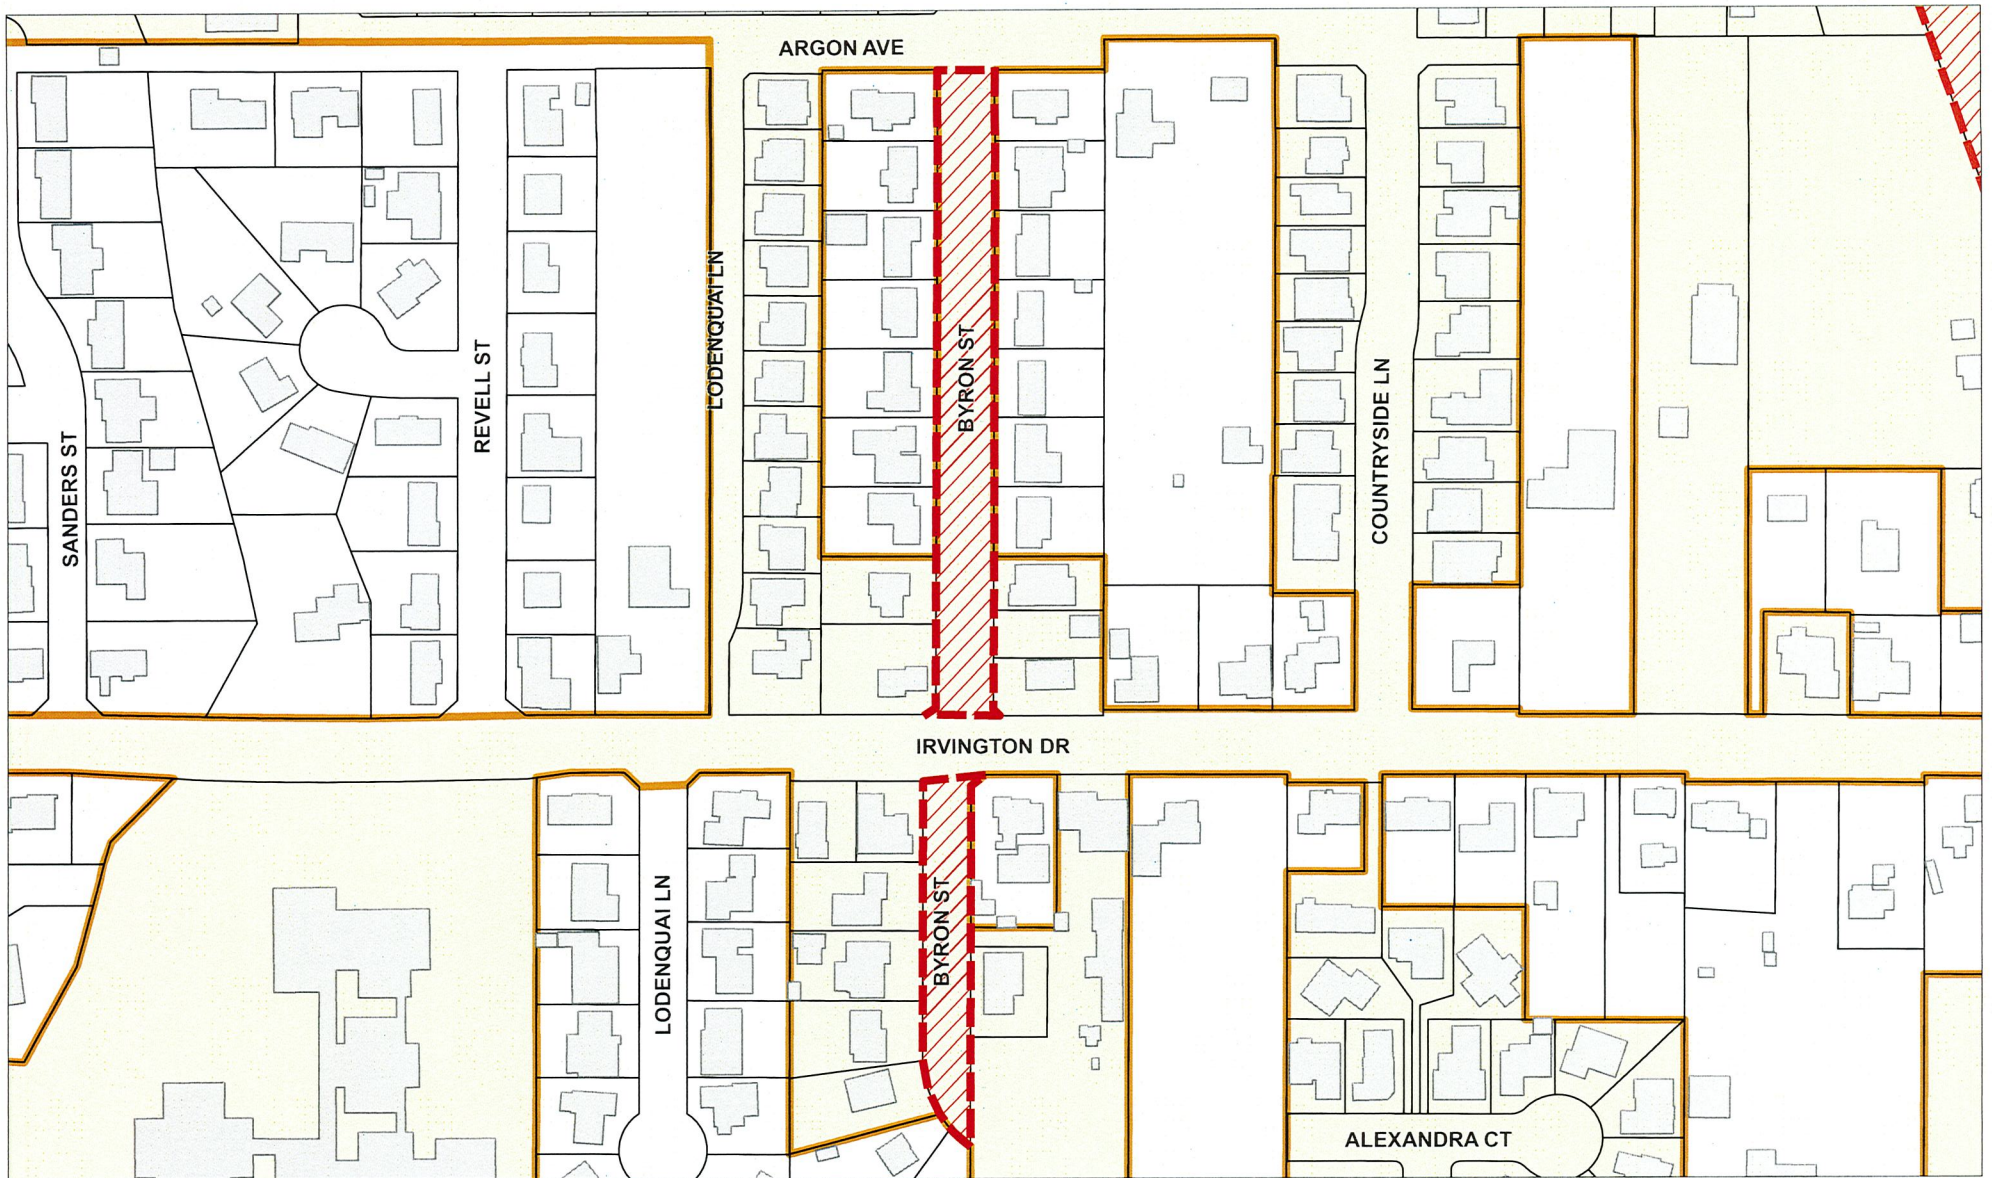 ARGON AVE
LODENQUAI LN
BYRON ST
REVELL ST
COUNTRYSIDE LN
SANDERS ST
IRVINGTON DR
LODENQUAI LN
BYRON ST
ALEXANDRA CT